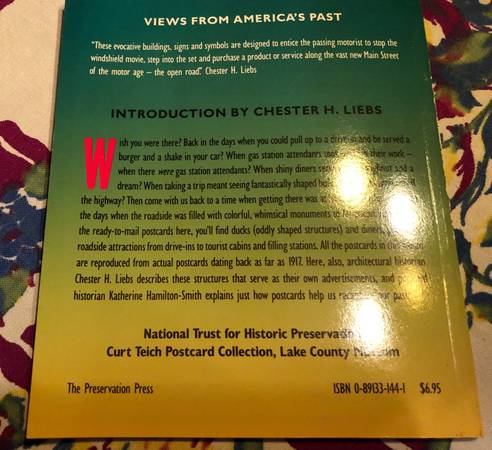 VIEWS FROM AMERICA'S PAST
"These evocative buildings, signs and symbols are designed to entice the passing motorist to stop the
windshield movie, step into the set and purchase a product or service along the vast new Main Street
of the motor age – the open road." Chester H. Liebs
INTRODUCTION BY CHESTER H. LIEBS
Wish you were there? Back in the days when you could pull up to a drive-in and be served a
burger and a shake in your car? When gas station attendants took their work –
when there were gas station attendants? When shiny diners and a
dream? When taking a trip meant seeing fantastically shaped
the highway? Then come with us back to a time when getting there was
the days when the roadside was filled with colorful, whimsical monuments to
the ready-to-mail postcards here, you'll find ducks (oddly shaped structures) and diners,
roadside attractions from drive-ins to tourist cabins and filling stations. All the postcards in this
are reproduced from actual postcards dating back as far as 1917. Here, also, architectural historian
Chester H. Liebs describes these structures that serve as their own advertisements, and
historian Katherine Hamilton-Smith explains just how postcards help us our past.
National Trust for Historic Preservation
Curt Teich Postcard Collection, Lake County Museum
The Preservation Press
ISBN 0-89133-144-1 $6.95